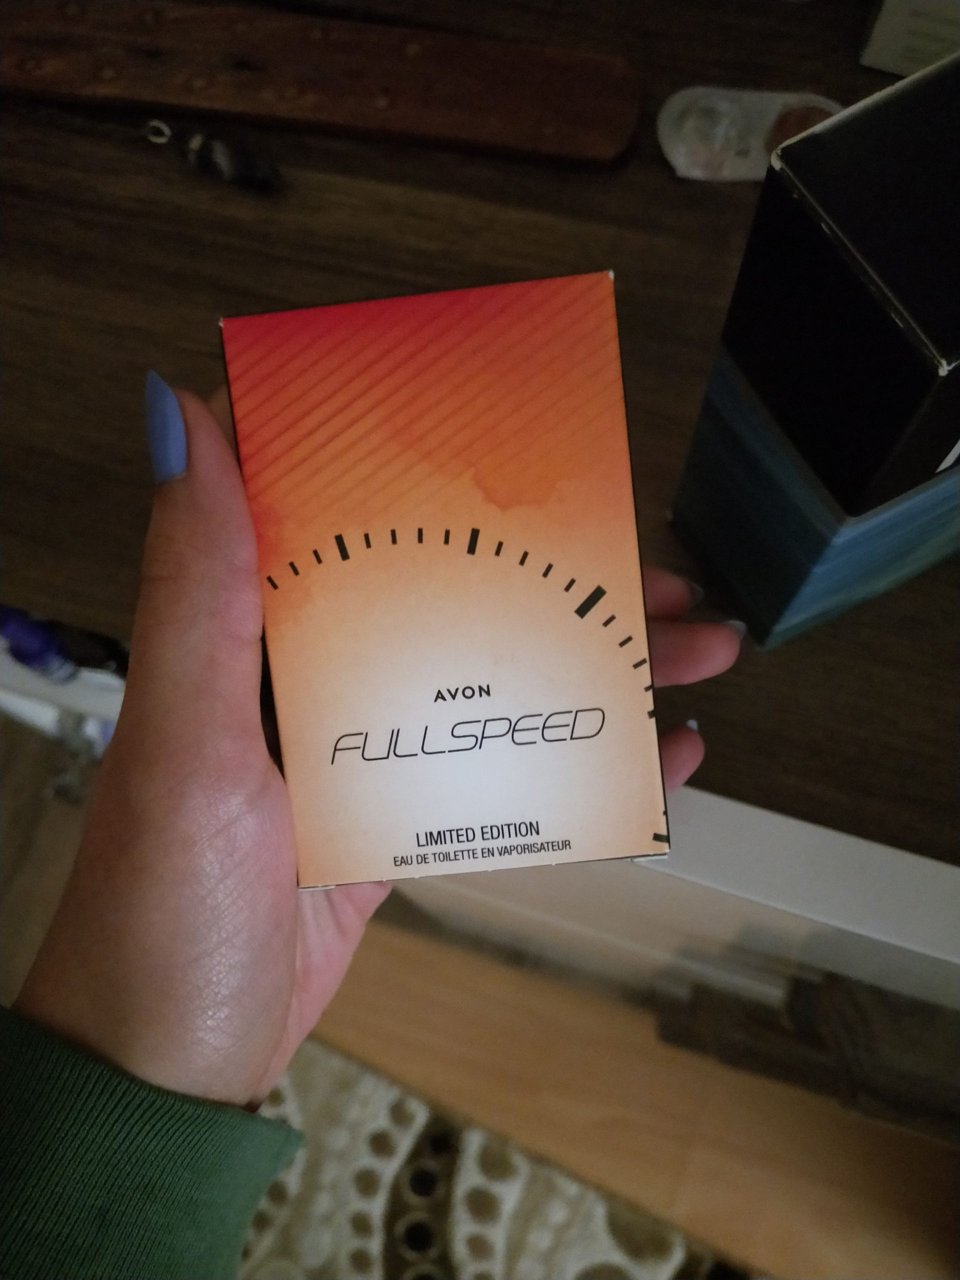 AVON
FULLSPEED
LIMITED EDITION
EAU DE TOILETTE EN VAPORISATEUR